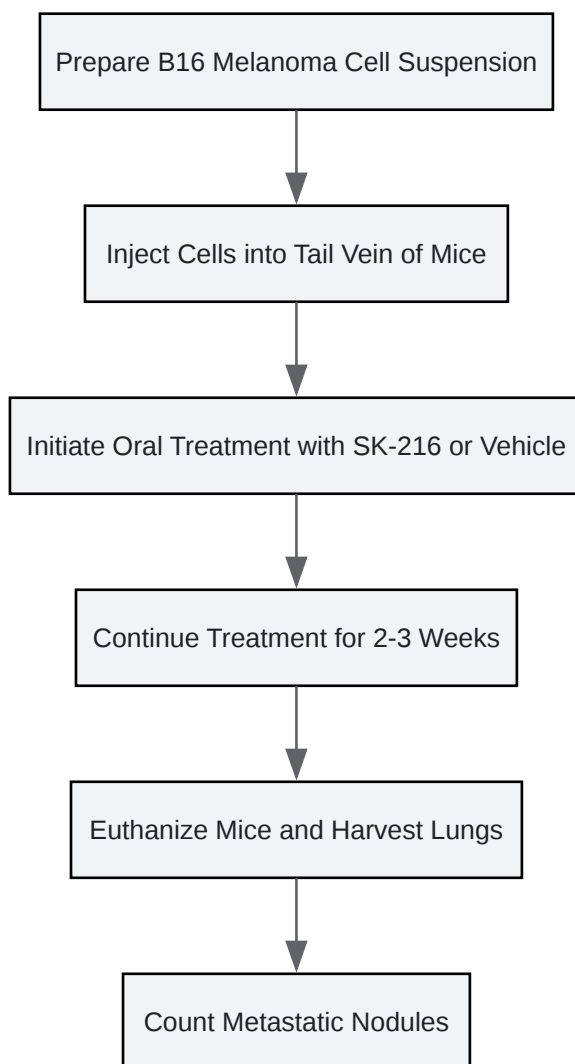 Prepare B16 Melanoma Cell Suspension
Inject Cells into Tail Vein of Mice
Initiate Oral Treatment with SK-216 or Vehicle
Continue Treatment for 2-3 Weeks
Euthanize Mice and Harvest Lungs
Count Metastatic Nodules